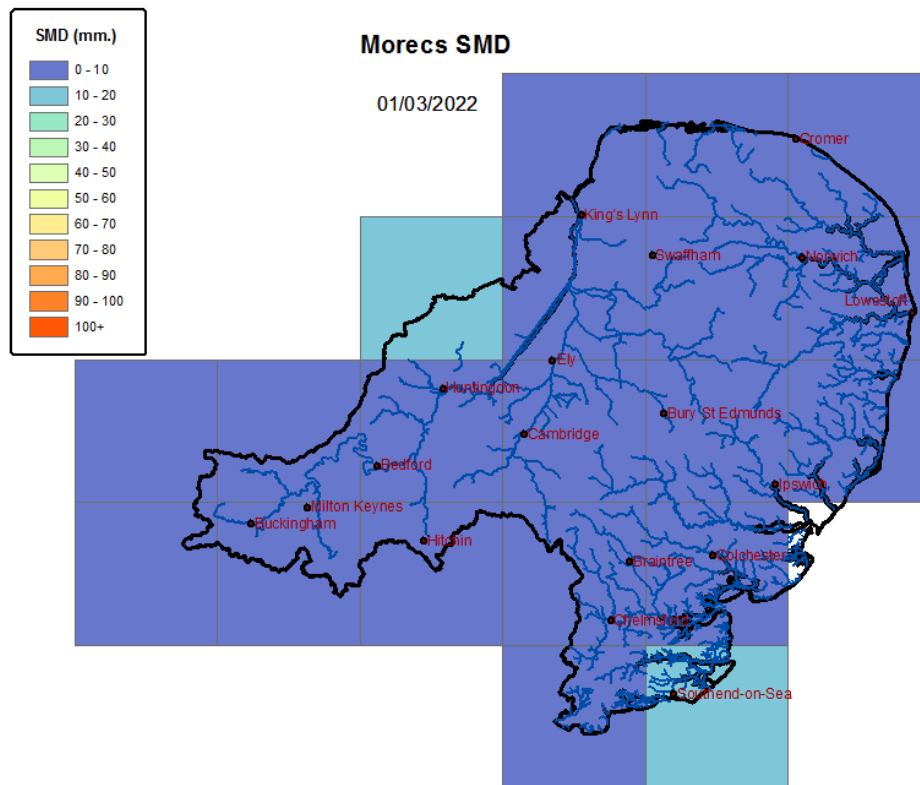 SMD (mm.)
0 - 10
10 - 20
20 - 30
30 - 40
40 - 50
50 - 60
60 - 70
70 - 80
80 - 90
90 - 100
100+
Morecs SMD
01/03/2022
Cromer
King's Lynn
Swaffham
Norwich
Lowestoft
Ely
Huntingdon
Bury St Edmunds
Cambridge
Bedford
Ipswich
Milton Keynes
Buckingham
Hitchin
Colchester
Braintree
Chelmsford
Southend-on-Sea